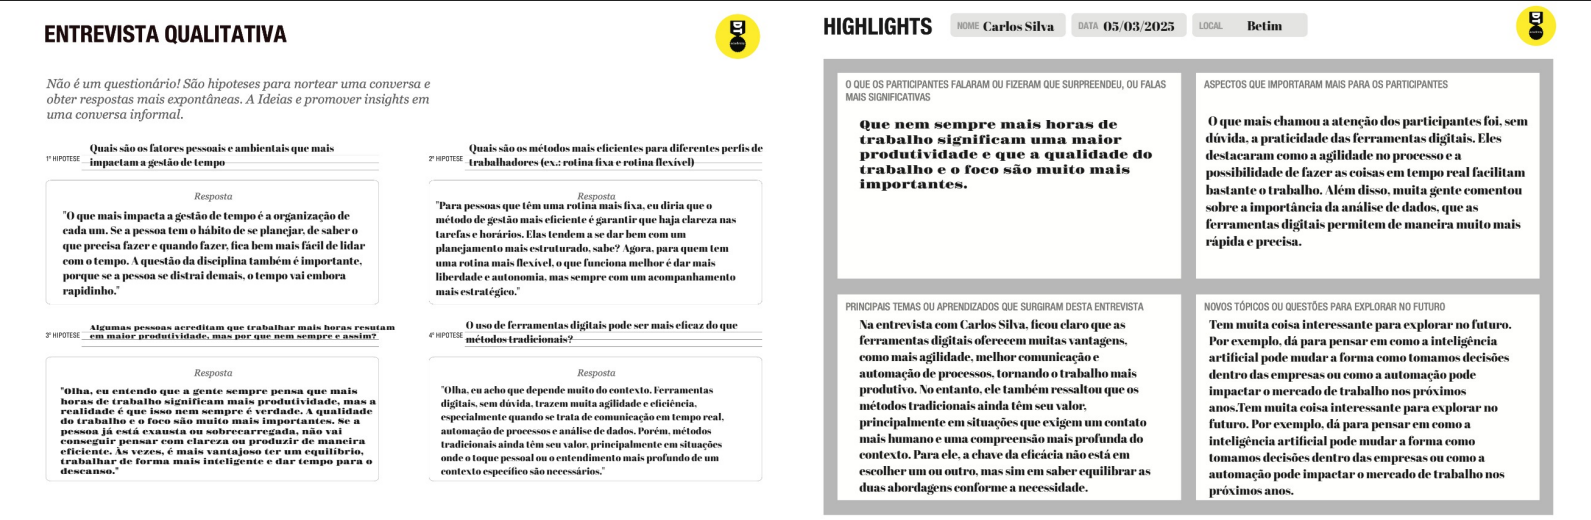 ENTREVISTA QUALITATIVA
Não é um questionário! São hipoteses para nortear uma conversa e
obter respostas mais expontâneas. A Ideias e promover insights em
uma conversa informal.
1ª HIPOTESE
Quais são os fatores pessoais e ambientais que mais
impactam a gestão de tempo
Resposta
"O que mais impacta a gestão de tempo é a organização de
cada um. Se a pessoa tem o hábito de se planejar, de saber o
que precisa fazer e quando fazer, fica bem mais fácil de lidar
com o tempo. A questão da disciplina também é importante,
porque se a pessoa se distrai demais, o tempo vai embora
rapidinho."
2ª HIPOTESE
Quais são os métodos mais eficientes para diferentes perfis de
trabalhadores (ex.: rotina fixa e rotina flexível)
Resposta
"Para pessoas que têm uma rotina mais fixa, eu diria que o
método de gestão mais eficiente é garantir que haja clareza nas
tarefas e horários. Elas tendem a se dar bem com um
planejamento mais estruturado, sabe? Agora, para quem tem
uma rotina mais flexível, o que funciona melhor é dar mais
liberdade e autonomia, mas sempre com um acompanhamento
mais estratégico."
3ª HIPOTESE
Algumas pessoas acreditam que trabalhar mais horas resutam
em maior produtividade, mas por que nem sempre e assim?
Resposta
"Olha, eu entendo que a gente sempre pensa que mais
horas de trabalho significam mais produtividade, mas a
realidade é que isso nem sempre é verdade. A qualidade
do trabalho e o foco são muito mais importantes. Se a
pessoa já está exausta ou sobrecarregada, não vai
conseguir pensar com clareza ou produzir de maneira
eficiente. Às vezes, é mais vantajoso ter um equilíbrio,
trabalhar de forma mais inteligente e dar tempo para o
descanso."
4ª HIPOTESE
O uso de ferramentas digitais pode ser mais eficaz do que
métodos tradicionais?
Resposta
"Olha, eu acho que depende muito do contexto. Ferramentas
digitais, sem dúvida, trazem muita agilidade e eficiência,
especialmente quando se trata de comunicação em tempo real,
automação de processos e análise de dados. Porém, métodos
tradicionais ainda têm seu valor, principalmente em situações
onde o toque pessoal ou o entendimento mais profundo de um
contexto específico são necessários."
HIGHLIGHTS
NOME Carlos Silva
DATA 05/03/2025
LOCAL Betim
O QUE OS PARTICIPANTES FALARAM OU FIZERAM QUE SURPREENDEU, OU FALAS
MAIS SIGNIFICATIVAS
Que nem sempre mais horas de
trabalho significam uma maior
produtividade e que a qualidade do
trabalho e o foco são muito mais
importantes.
ASPECTOS QUE IMPORTARAM MAIS PARA OS PARTICIPANTES
O que mais chamou a atenção dos participantes foi, sem
dúvida, a praticidade das ferramentas digitais. Eles
destacaram como a agilidade no processo e a
possibilidade de fazer as coisas em tempo real facilitam
bastante o trabalho. Além disso, muita gente comentou
sobre a importância da análise de dados, que as
ferramentas digitais permitem de maneira muito mais
rápida e precisa.
PRINCIPAIS TEMAS OU APRENDIZADOS QUE SURGIRAM DESTA ENTREVISTA
Na entrevista com Carlos Silva, ficou claro que as
ferramentas digitais oferecem muitas vantagens,
como mais agilidade, melhor comunicação e
automação de processos, tornando o trabalho mais
produtivo. No entanto, ele também ressaltou que os
métodos tradicionais ainda têm seu valor,
principalmente em situações que exigem um contato
mais humano e uma compreensão mais profunda do
contexto. Para ele, a chave da eficácia não está em
escolher um ou outro, mas sim em saber equilibrar as
duas abordagens conforme a necessidade.
NOVOS TÓPICOS OU QUESTÕES PARA EXPLORAR NO FUTURO
Tem muita coisa interessante para explorar no futuro.
Por exemplo, dá para pensar em como a inteligência
artificial pode mudar a forma como tomamos decisões
dentro das empresas ou como a automação pode
impactar o mercado de trabalho nos próximos
anos.Tem muita coisa interessante para explorar no
futuro. Por exemplo, dá para pensar em como a
inteligência artificial pode mudar a forma como
tomamos decisões dentro das empresas ou como a
automação pode impactar o mercado de trabalho nos
próximos anos.